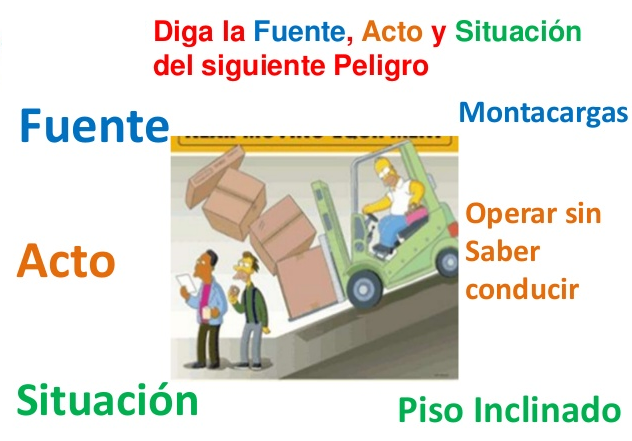 Diga la Fuente, Acto y Situación
del siguiente Peligro
Fuente
Montacargas
Acto
Operar sin
Saber
conducir
Situación
Piso Inclinado